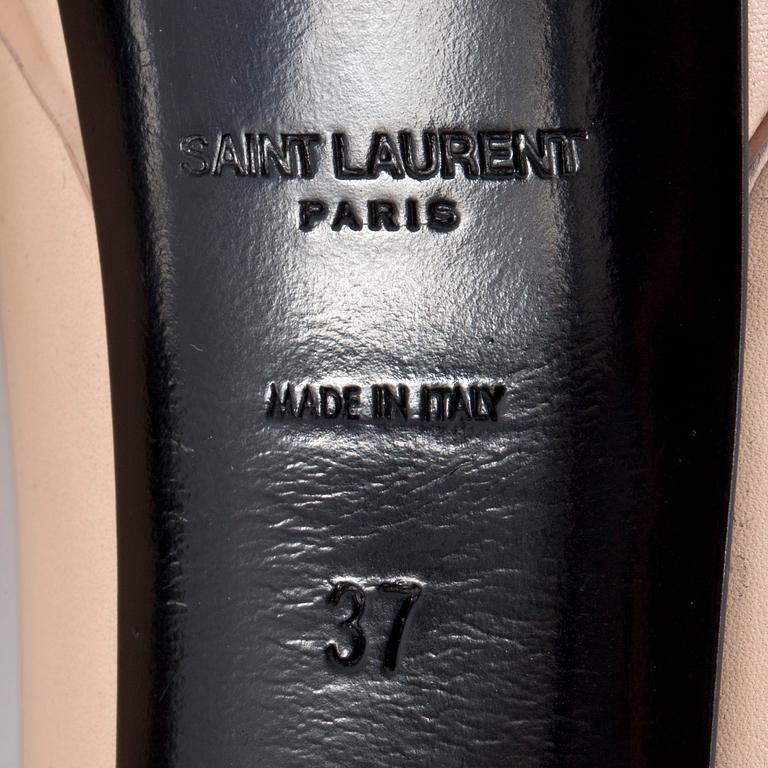 SAINT LAURENT
PARIS
MADE IN ITALY
37